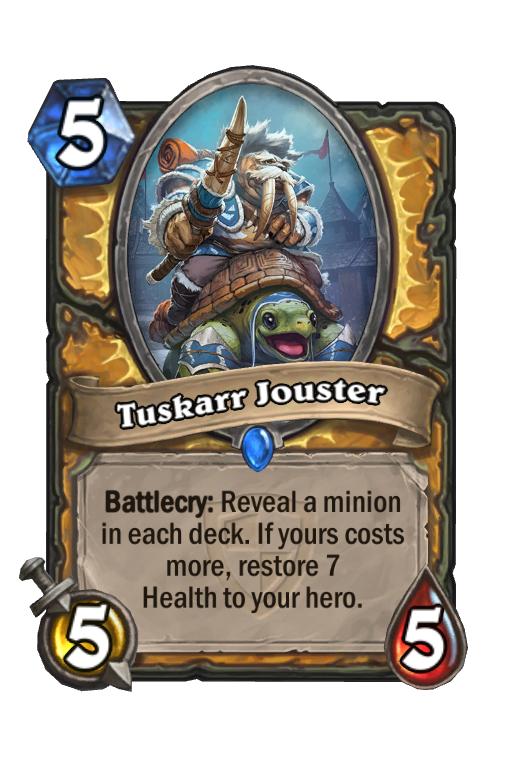 5
Tuskarr Jouster
Battlecry: Reveal a minion
in each deck. If yours costs
more, restore 7
Health to your hero.
5
5